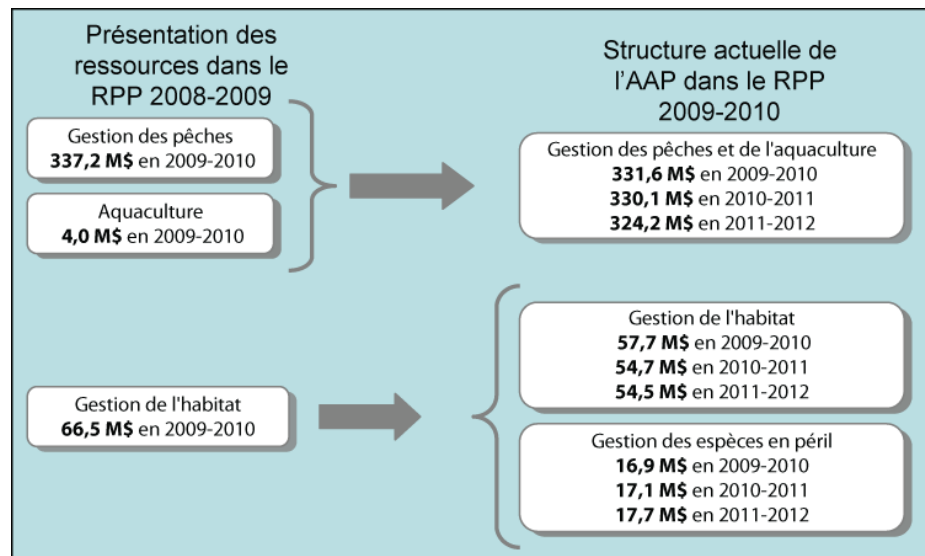 Présentation des
ressources dans le
RPP 2008-2009
Gestion des pêches
337,2 M$ en 2009-2010
Aquaculture
4,0 M$ en 2009-2010
Gestion de l'habitat
66,5 M$ en 2009-2010
Structure actuelle de
l'AAP dans le RPP
2009-2010
Gestion des pêches et de l'aquaculture
331,6 M$ en 2009-2010
330,1 M$ en 2010-2011
324,2 M$ en 2011-2012
Gestion de l'habitat
57,7 M$ en 2009-2010
54,7 M$ en 2010-2011
54,5 M$ en 2011-2012
Gestion des espèces en péril
16,9 M$ en 2009-2010
17,1 M$ en 2010-2011
17,7 M$ en 2011-2012